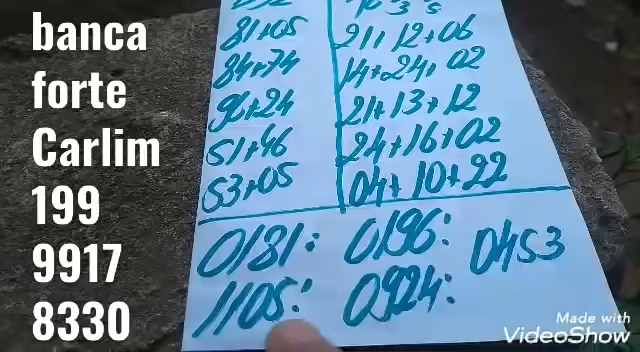 banca
forte
Carlim
199
9917
8330
81+05
84+74
96+24
51+46
53+05
21+12+06
14+24+02
21+13+12
24+16+02
04+10+22
0181: 0196: 0453
1105: 0924:
Made with
VideoShow